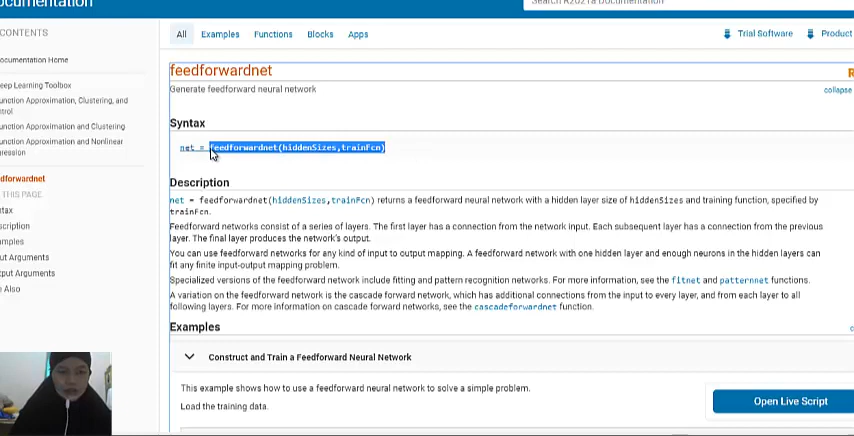 Search R2021a Documentation
CONTENTS
All Examples Functions Blocks Apps
Trial Software Product
feedforwardnet
Generate feedforward neural network
collapse
Syntax
net = feedforwardnet(hiddenSizes,trainFcn)
Description
net = feedforwardnet(hiddenSizes,trainFcn) returns a feedforward neural network with a hidden layer size of hiddenSizes and training function, specified by
trainFcn.
Feedforward networks consist of a series of layers. The first layer has a connection from the network input. Each subsequent layer has a connection from the previous
layer. The final layer produces the network's output.
You can use feedforward networks for any kind of input to output mapping. A feedforward network with one hidden layer and enough neurons in the hidden layers can
fit any finite input-output mapping problem.
Specialized versions of the feedforward network include fitting and pattern recognition networks. For more information, see the fitnet and patternnet functions.
A variation on the feedforward network is the cascade forward network, which has additional connections from the input to every layer, and from each layer to all
following layers. For more information on cascade forward networks, see the cascadeforwardnet function.
Examples
Construct and Train a Feedforward Neural Network
This example shows how to use a feedforward neural network to solve a simple problem.
Load the training data.
Open Live Script
ocumentation
ocumentation Home
eep Learning Toolbox
unction Approximation, Clustering, and
ntrol
unction Approximation and Clustering
unction Approximation and Nonlinear
gression
dforwardnet
THIS PAGE
ntax
scription
amples
ut Arguments
tput Arguments
e Also